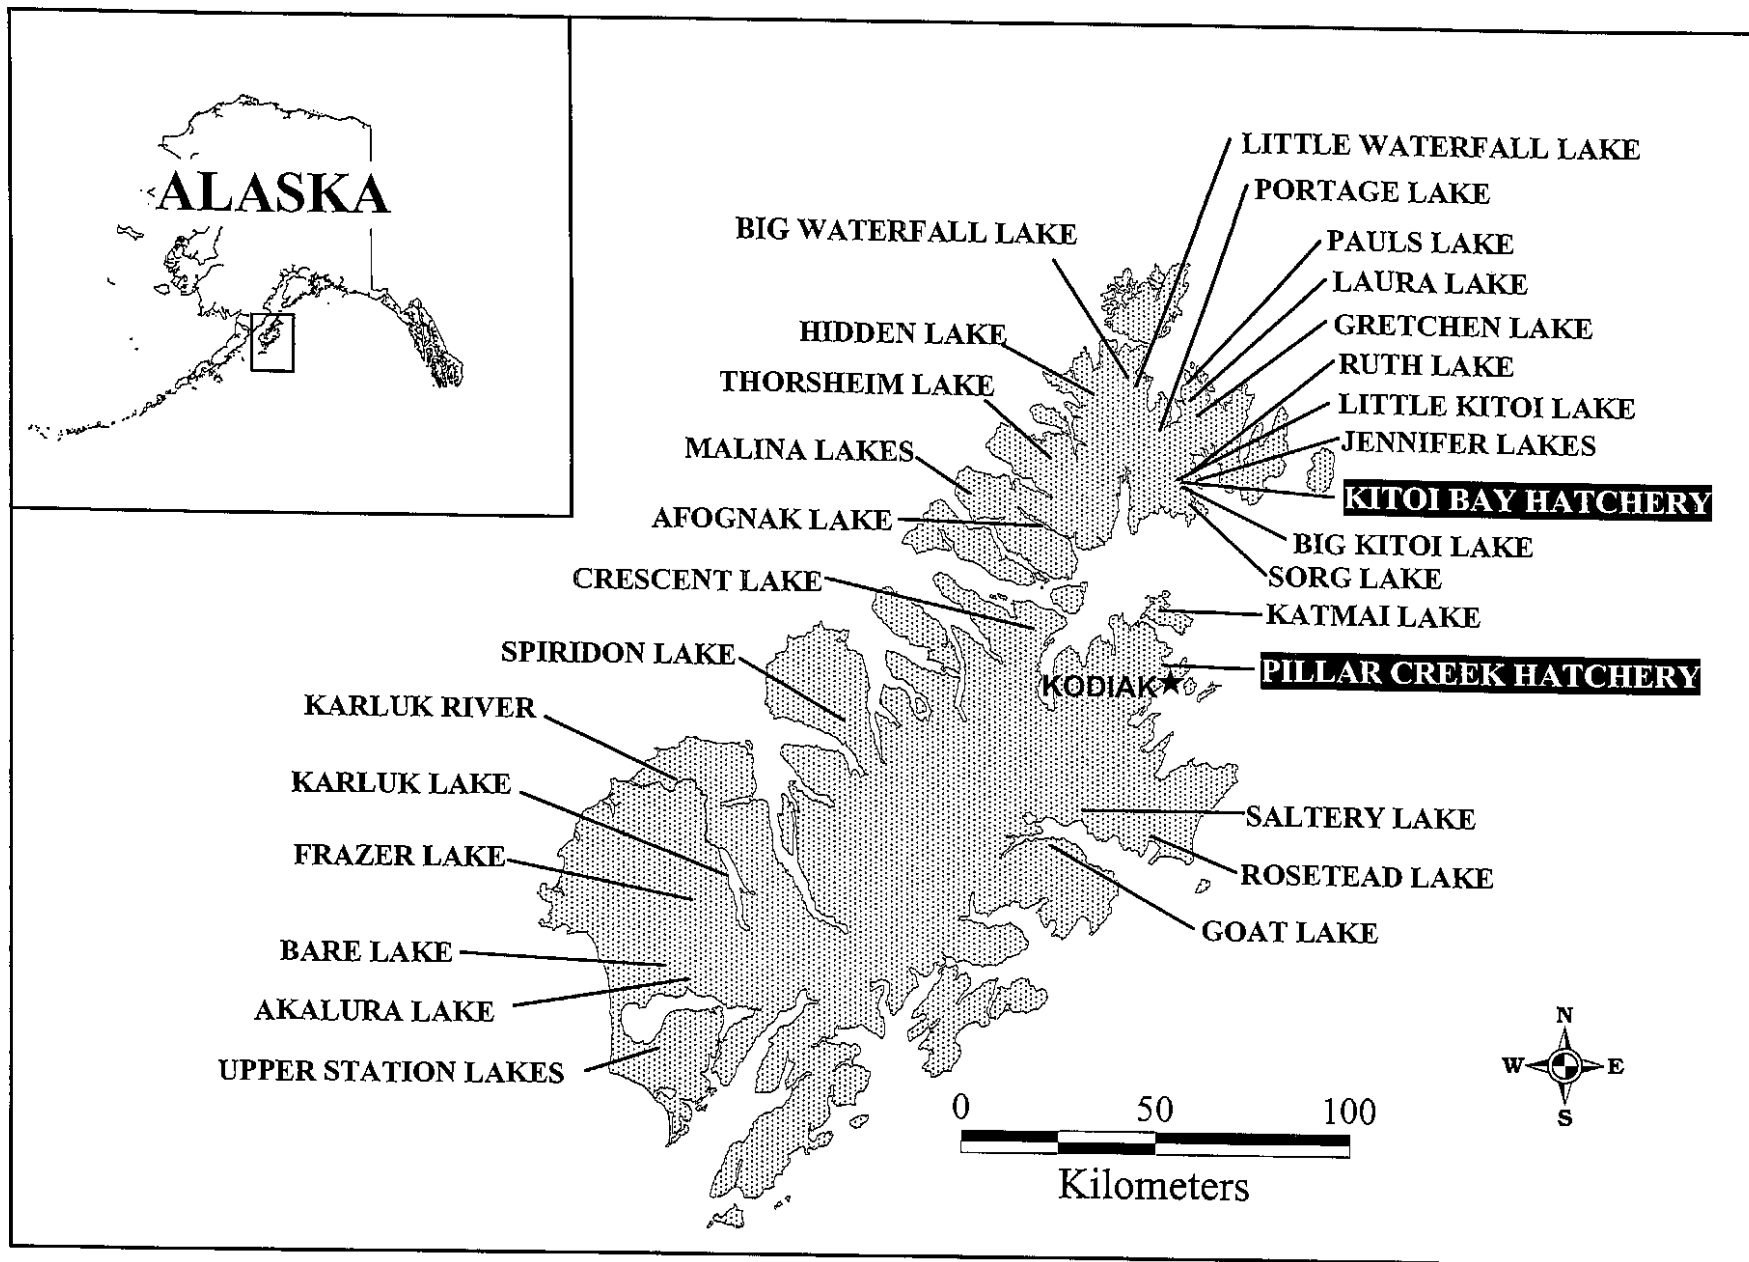 ALASKA
LITTLE WATERFALL LAKE
PORTAGE LAKE
BIG WATERFALL LAKE
PAULS LAKE
LAURA LAKE
HIDDEN LAKE
GRETCHEN LAKE
RUTH LAKE
THORSHEIM LAKE
LITTLE KITOI LAKE
JENNIFER LAKES
MALINA LAKES
KITOI BAY HATCHERY
AFOGNAK LAKE
BIG KITOI LAKE
SORG LAKE
CRESCENT LAKE
KATMAI LAKE
SPIRIDON LAKE
PILLAR CREEK HATCHERY
KODIAK
KARLUK RIVER
KARLUK LAKE
SALTERY LAKE
FRAZER LAKE
ROSETEAD LAKE
GOAT LAKE
BARE LAKE
AKALURA LAKE
UPPER STATION LAKES
N
W E
S
0 50 100
Kilometers